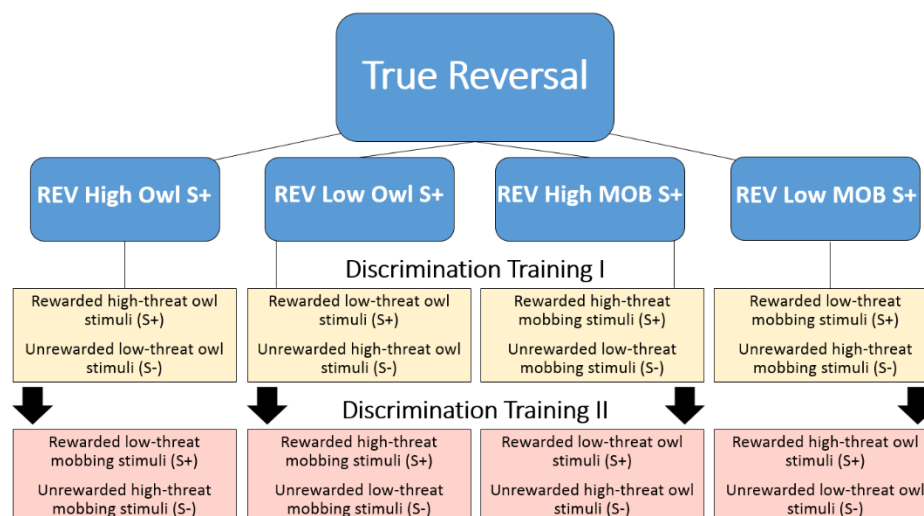 True Reversal
REV High Owl S+
REV Low Owl S+
REV High MOB S+
REV Low MOB S+
Discrimination Training I
Rewarded high-threat owl
stimuli (S+)
Unrewarded low-threat owl
stimuli (S-)
Rewarded low-threat owl
stimuli (S+)
Unrewarded high-threat owl
stimuli (S-)
Rewarded high-threat
mobbing stimuli (S+)
Unrewarded low-threat
mobbing stimuli (S-)
Rewarded low-threat
mobbing stimuli (S+)
Unrewarded high-threat
mobbing stimuli (S-)
Discrimination Training II
Rewarded low-threat
mobbing stimuli (S+)
Unrewarded high-threat
mobbing stimuli (S-)
Rewarded high-threat
mobbing stimuli (S+)
Unrewarded low-threat
mobbing stimuli (S-)
Rewarded low-threat owl
stimuli (S+)
Unrewarded high-threat owl
stimuli (S-)
Rewarded high-threat owl
stimuli (S+)
Unrewarded low-threat owl
stimuli (S-)